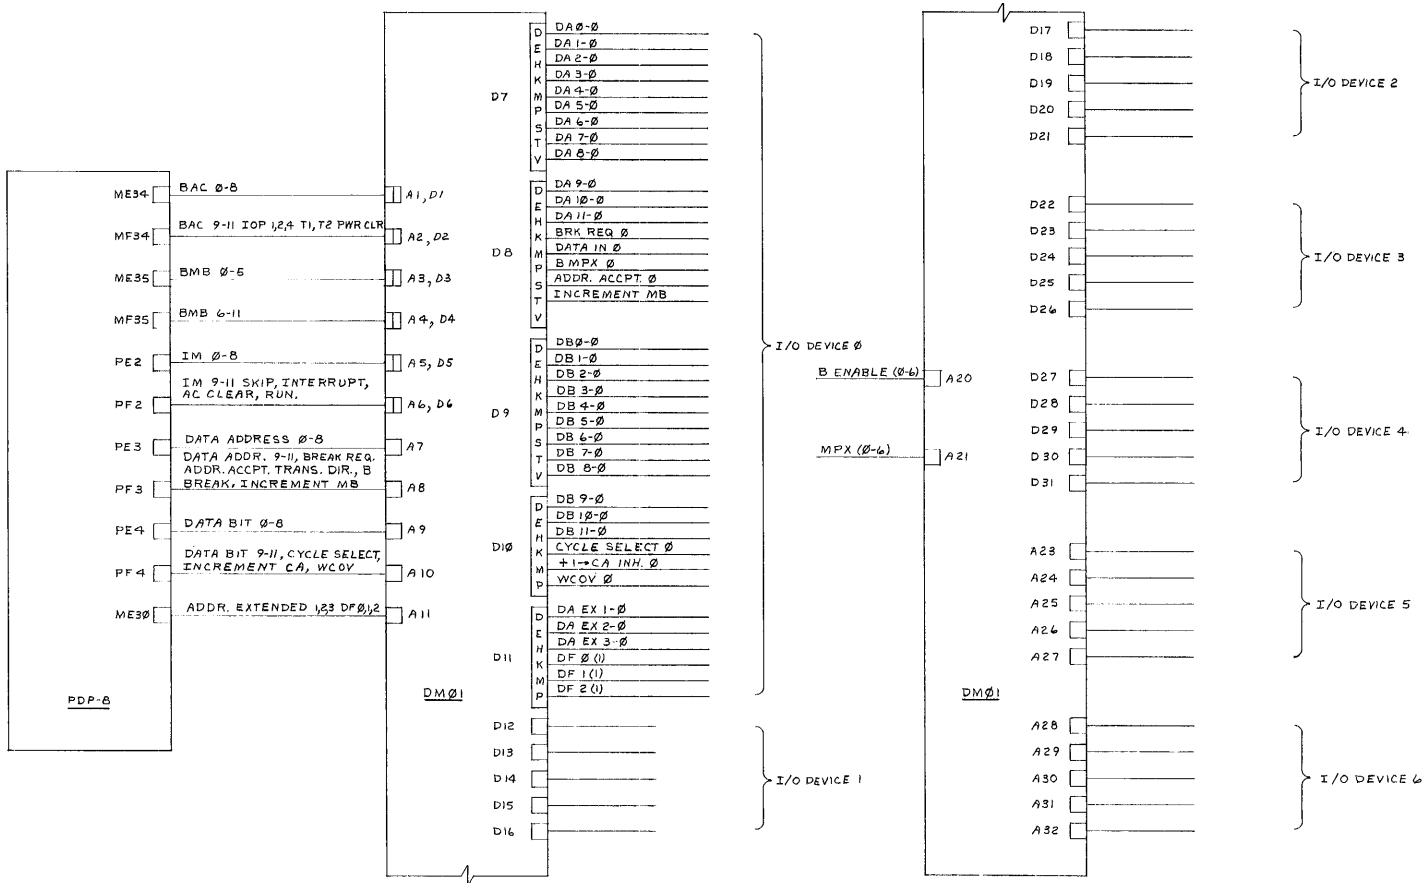 ME34 BAC Ø-8 A1, D1
MF34 BAC 9-11 IOP 1,2,4 T1, T2 PWR CLR A2, D2
ME35 BMB Ø-5 A3, D3
MF35 BMB 6-11 A4, D4
PE2 IM Ø-8 A5, D5
IM 9-11 SKIP, INTERRUPT,
AC CLEAR, RUN.
PF2 A6, D6
PE3 DATA ADDRESS Ø-8 A7
DATA ADDR. 9-11, BREAK REQ.
ADDR. ACCPT. TRANS. DIR., B
BREAK, INCREMENT MB
PF3 A8
PE4 DATA BIT Ø-8 A9
DATA BIT 9-11, CYCLE SELECT,
INCREMENT CA, WCOV
PF4 A10
ME3Ø ADDR. EXTENDED 1,2,3 DF Ø,1,2 A11
PDP-8
DMØ1
D7
D DAØ-Ø
E DA 1-Ø
H DA 2-Ø
K DA 3-Ø
M DA 4-Ø
P DA 5-Ø
S DA 6-Ø
T DA 7-Ø
V DA 8-Ø
D8
D DA 9-Ø
E DA 1Ø-Ø
H DA 11-Ø
K BRK REQ Ø
M DATA IN Ø
P B MPX Ø
S ADDR. ACCPT. Ø
T INCREMENT MB
V
D9
D DBØ-Ø
E DB 1-Ø
H DB 2-Ø
K DB 3-Ø
M DB 4-Ø
P DB 5-Ø
S DB 6-Ø
T DB 7-Ø
V DB 8-Ø
D1Ø
D DB 9-Ø
E DB 1Ø-Ø
H DB 11-Ø
K CYCLE SELECT Ø
M +1→CA INH. Ø
P WCOV Ø
D11
D DA EX 1-Ø
E DA EX 2-Ø
H DA EX 3-Ø
K DF Ø (1)
M DF 1 (1)
P DF 2 (1)
I/O DEVICE Ø
D12
D13
D14
D15
D16
I/O DEVICE 1
B ENABLE (Ø-6) A20
MPX (Ø-6) A21
DMØ1
D17
D18
D19
D20
D21
I/O DEVICE 2
D22
D23
D24
D25
D26
I/O DEVICE 3
D27
D28
D29
D30
D31
I/O DEVICE 4
A23
A24
A25
A26
A27
I/O DEVICE 5
A28
A29
A30
A31
A32
I/O DEVICE 6